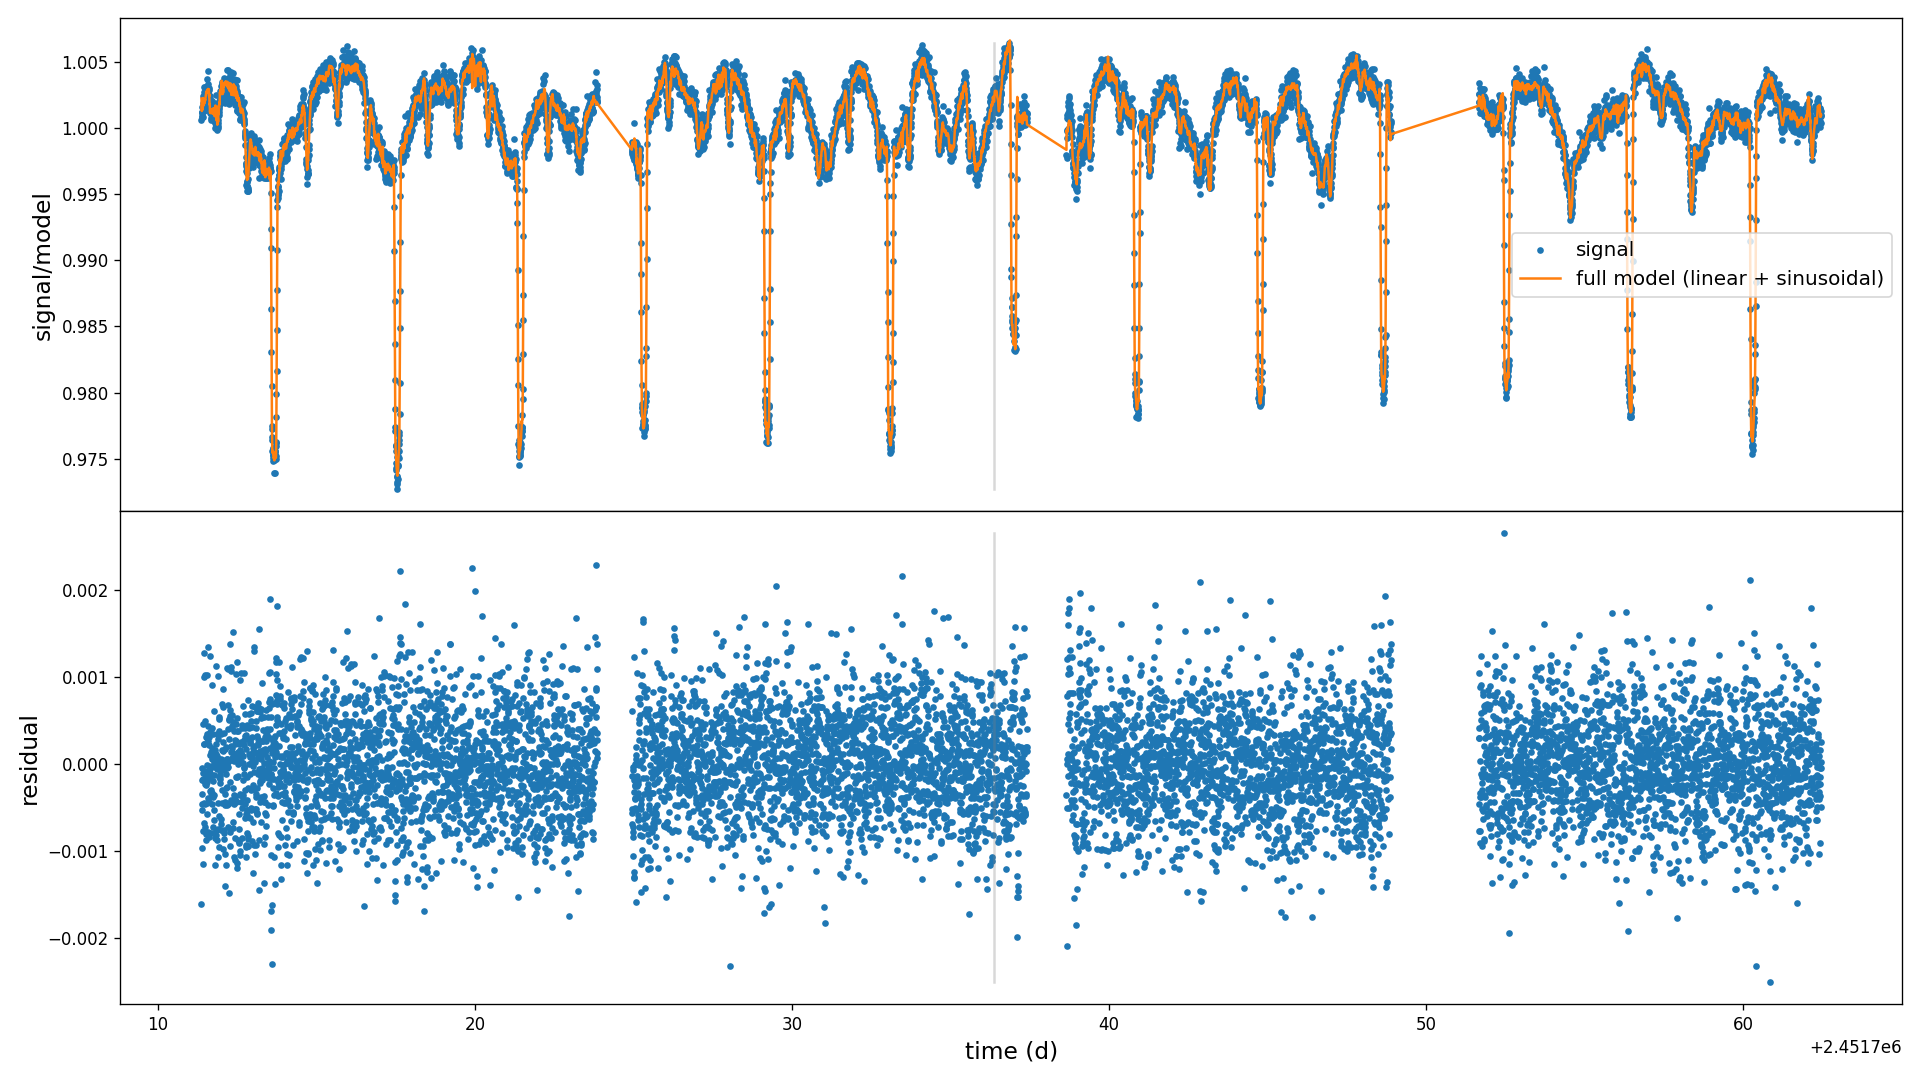 1.005
1.000
0.995
0.990
0.985
0.980
0.975
signal/model
signal
full model (linear + sinusoidal)
0.002
0.001
0.000
−0.001
−0.002
residual
10 20 30 40 50 60
time (d)
+2.4517e6